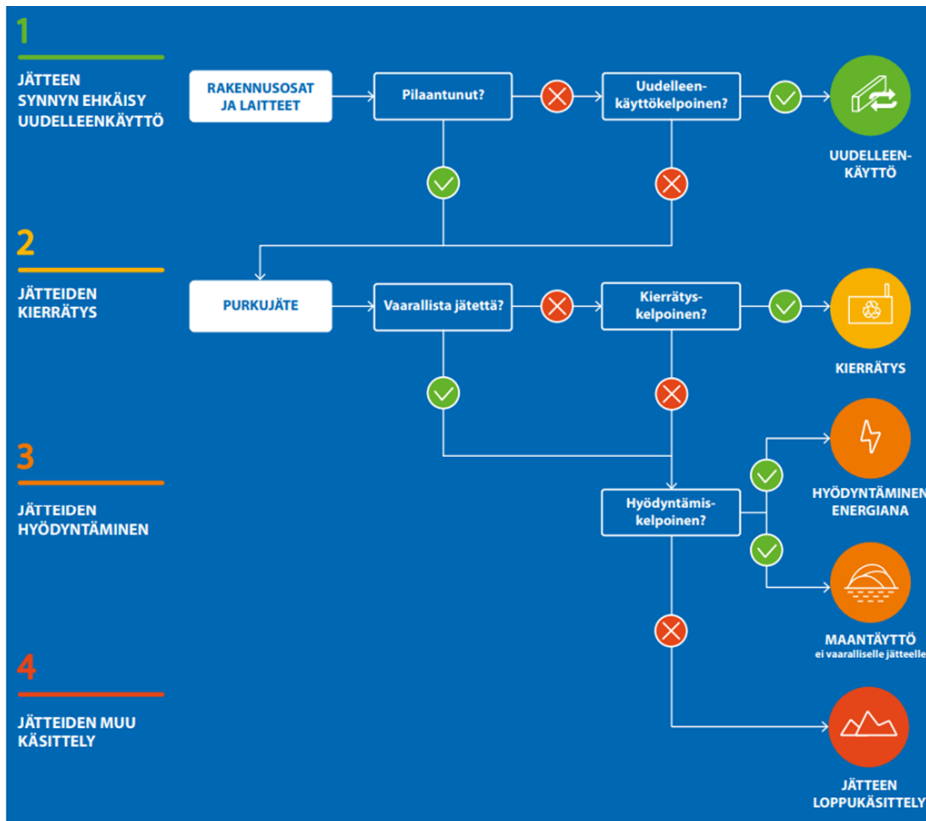 1
JÄTTEEN
SYNNYN EHKÄISY
UUDELLEENKÄYTTÖ
RAKENNUSOSAT
JA LAITTEET
Pilaantunut?
Uudelleen-
käyttökelpoinen?
UUDELLEEN-
KÄYTTÖ
2
JÄTTEIDEN
KIERRÄTYS
PURKUJÄTE
Vaarallista jätettä?
Kierrätys-
kelpoinen?
KIERRÄTYS
3
JÄTTEIDEN
HYÖDYNTÄMINEN
Hyödyntämis-
kelpoinen?
HYÖDYNTÄMINEN
ENERGIANA
MAANTÄYTTÖ
ei vaaralliselle jätteelle
4
JÄTTEIDEN MUU
KÄSITTELY
JÄTTEEN
LOPPUKÄSITTELY